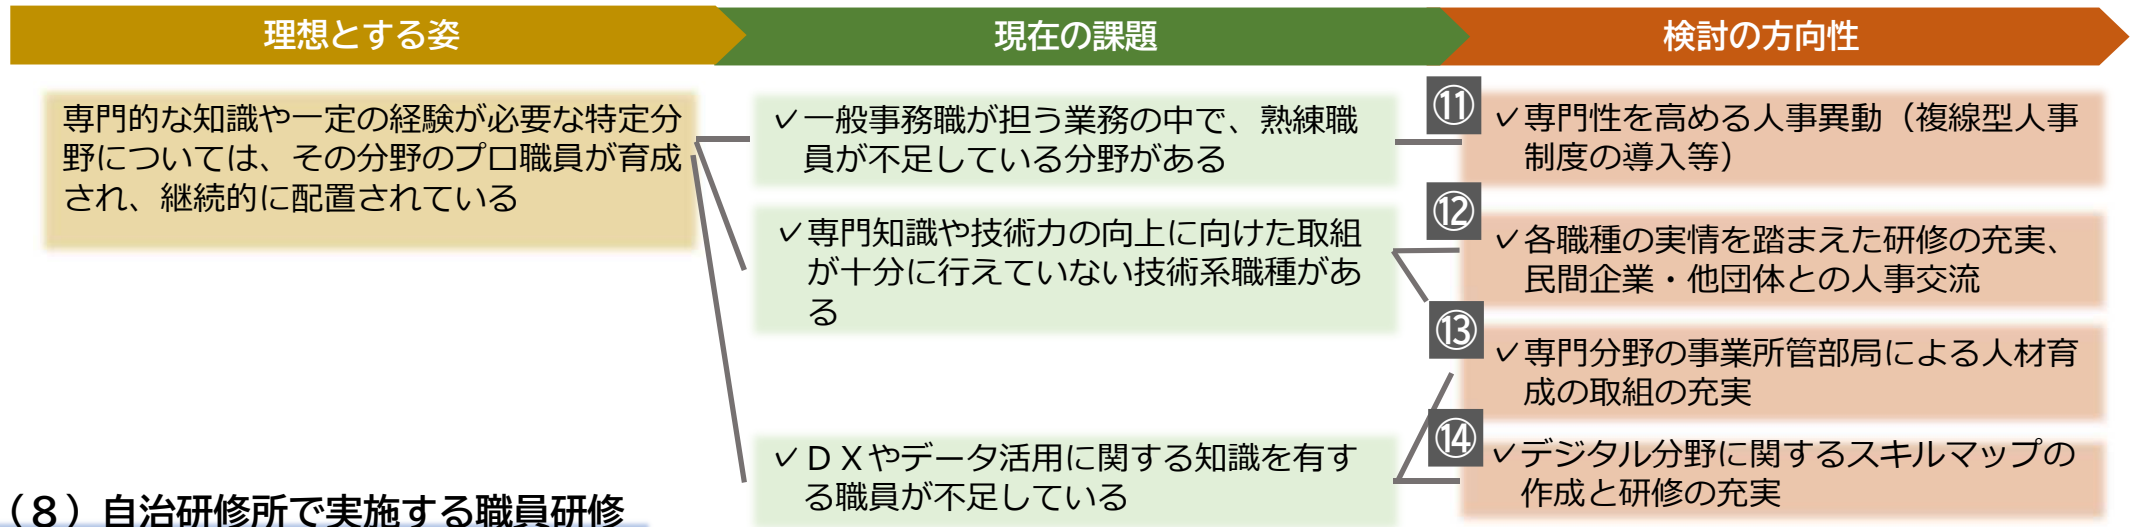 理想とする姿
現在の課題
検討の方向性
専門的な知識や一定の経験が必要な特定分
野については、その分野のプロ職員が育成
され、継続的に配置されている
✓一般事務職が担う業務の中で、熟練職
員が不足している分野がある
✓専門知識や技術力の向上に向けた取組
が十分に行えていない技術系職種があ
る
✓ＤＸやデータ活用に関する知識を有す
る職員が不足している
⑪
✓専門性を高める人事異動（複線型人事
制度の導入等）
⑫
✓各職種の実情を踏まえた研修の充実、
民間企業・他団体との人事交流
⑬
✓専門分野の事業所管部局による人材育
成の取組の充実
⑭
✓デジタル分野に関するスキルマップの
作成と研修の充実
（８）自治研修所で実施する職員研修